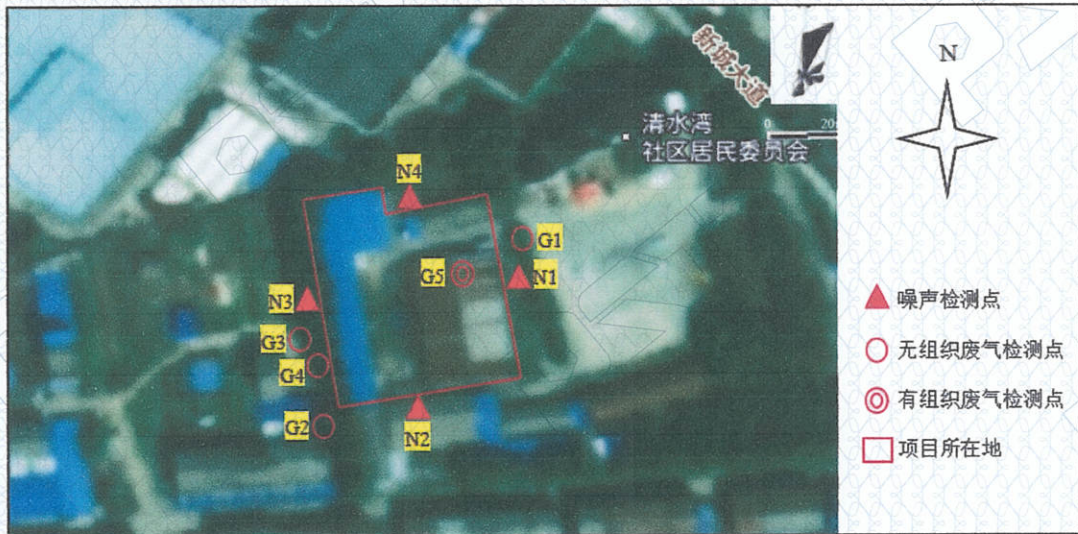 新城大道
清水湾
社区居民委员会
0 20
N
N4
G1
G5
N1
N3
G3
G4
G2
N2
噪声检测点
无组织废气检测点
有组织废气检测点
项目所在地